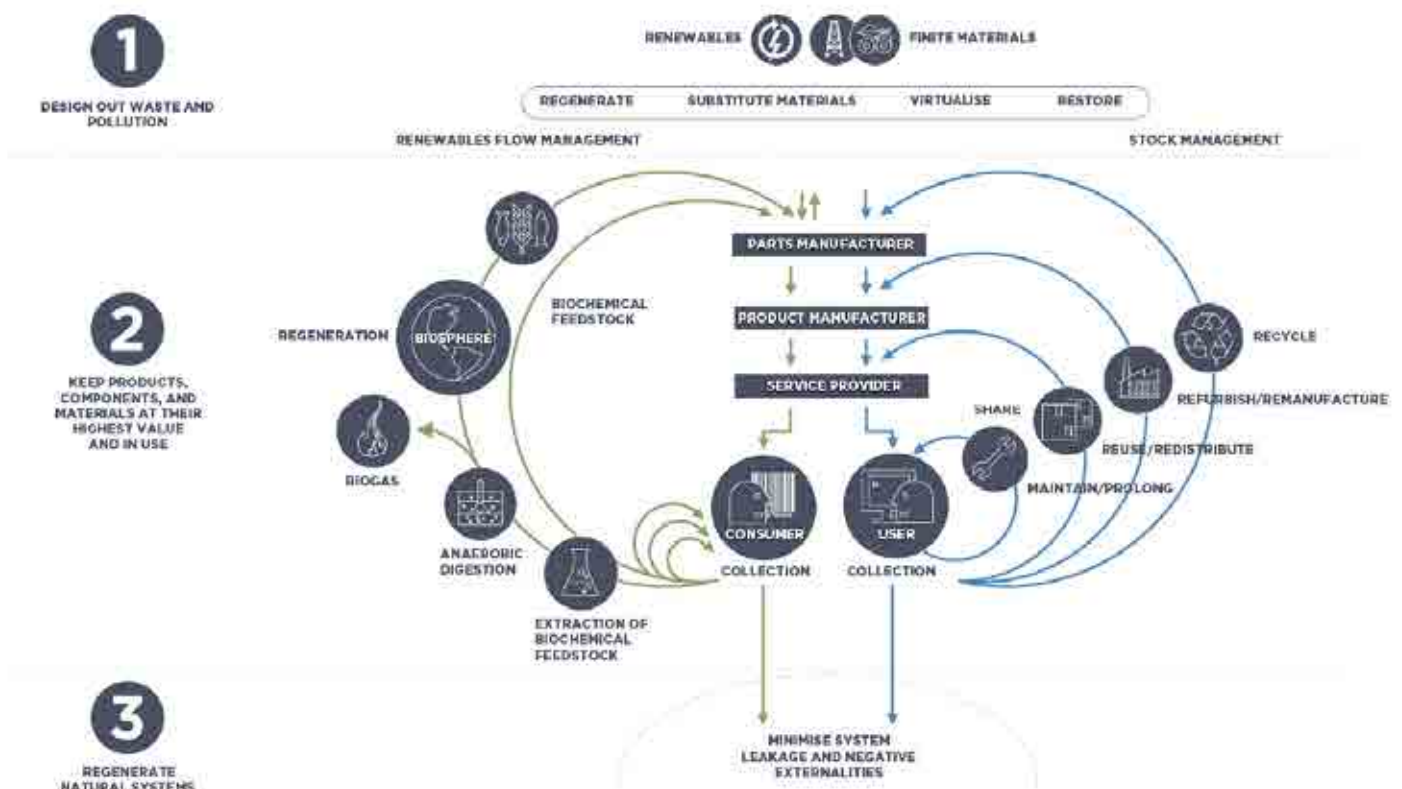 1
DESIGN OUT WASTE AND
POLLUTION
RENEWABLES
FINITE MATERIALS
REGENERATE
SUBSTITUTE MATERIALS
VIRTUALISE
RESTORE
RENEWABLES FLOW MANAGEMENT
STOCK MANAGEMENT
2
KEEP PRODUCTS,
COMPONENTS, AND
MATERIALS AT THEIR
HIGHEST VALUE
AND IN USE
PARTS MANUFACTURER
PRODUCT MANUFACTURER
SERVICE PROVIDER
BIOCHEMICAL
FEEDSTOCK
REGENERATION
BIOSPHERE
BIOGAS
ANAEROBIC
DIGESTION
EXTRACTION OF
BIOCHEMICAL
FEEDSTOCK
RECYCLE
REFURBISH/REMANUFACTURE
SHARE
REUSE/REDISTRIBUTE
MAINTAIN/PROLONG
CONSUMER
USER
COLLECTION
COLLECTION
3
REGENERATE
NATURAL SYSTEMS
MINIMISE SYSTEM
LEAKAGE AND NEGATIVE
EXTERNALITIES